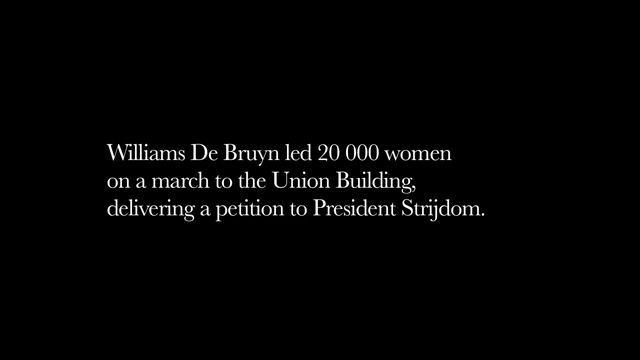 Williams De Bruyn led 20 000 women
on a march to the Union Building,
delivering a petition to President Strijdom.